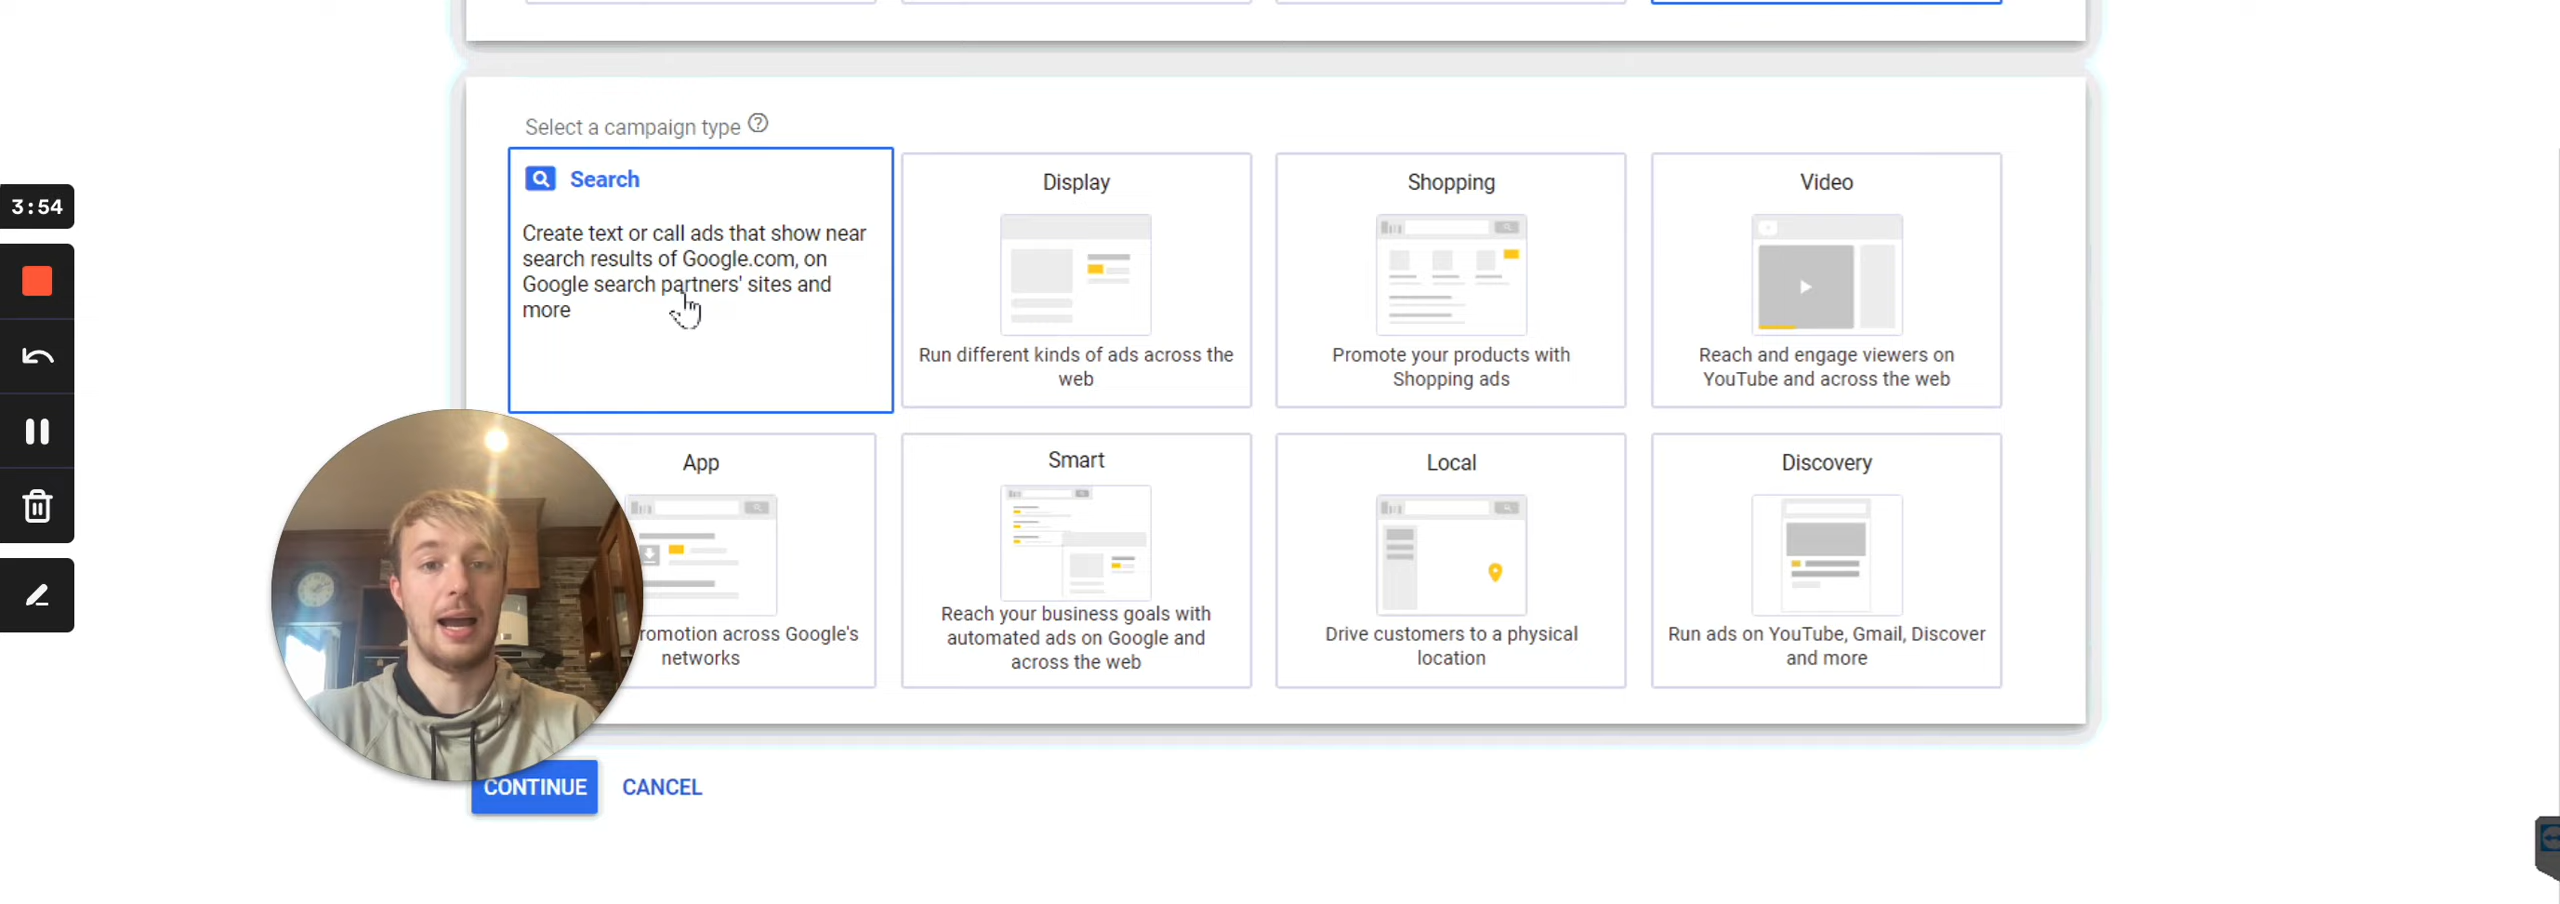 Select a campaign type
Search
Create text or call ads that show near
search results of Google.com, on
Google search partners' sites and
more
Display
Run different kinds of ads across the
web
Shopping
Promote your products with
Shopping ads
Video
Reach and engage viewers on
YouTube and across the web
3:54
App
romotion across Google's
networks
Smart
Reach your business goals with
automated ads on Google and
across the web
Local
Drive customers to a physical
location
Discovery
Run ads on YouTube, Gmail, Discover
and more
CONTINUE
CANCEL